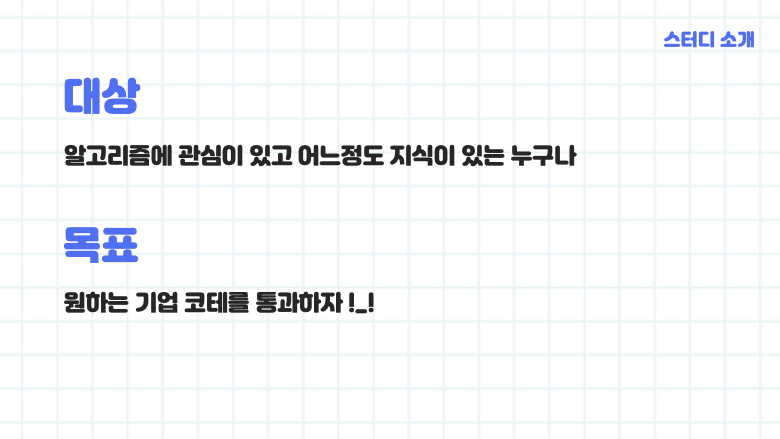 스터디 소개
대상
알고리즘에 관심이 있고 어느정도 지식이 있는 누구나
목표
원하는 기업 코테를 통과하자 !_!